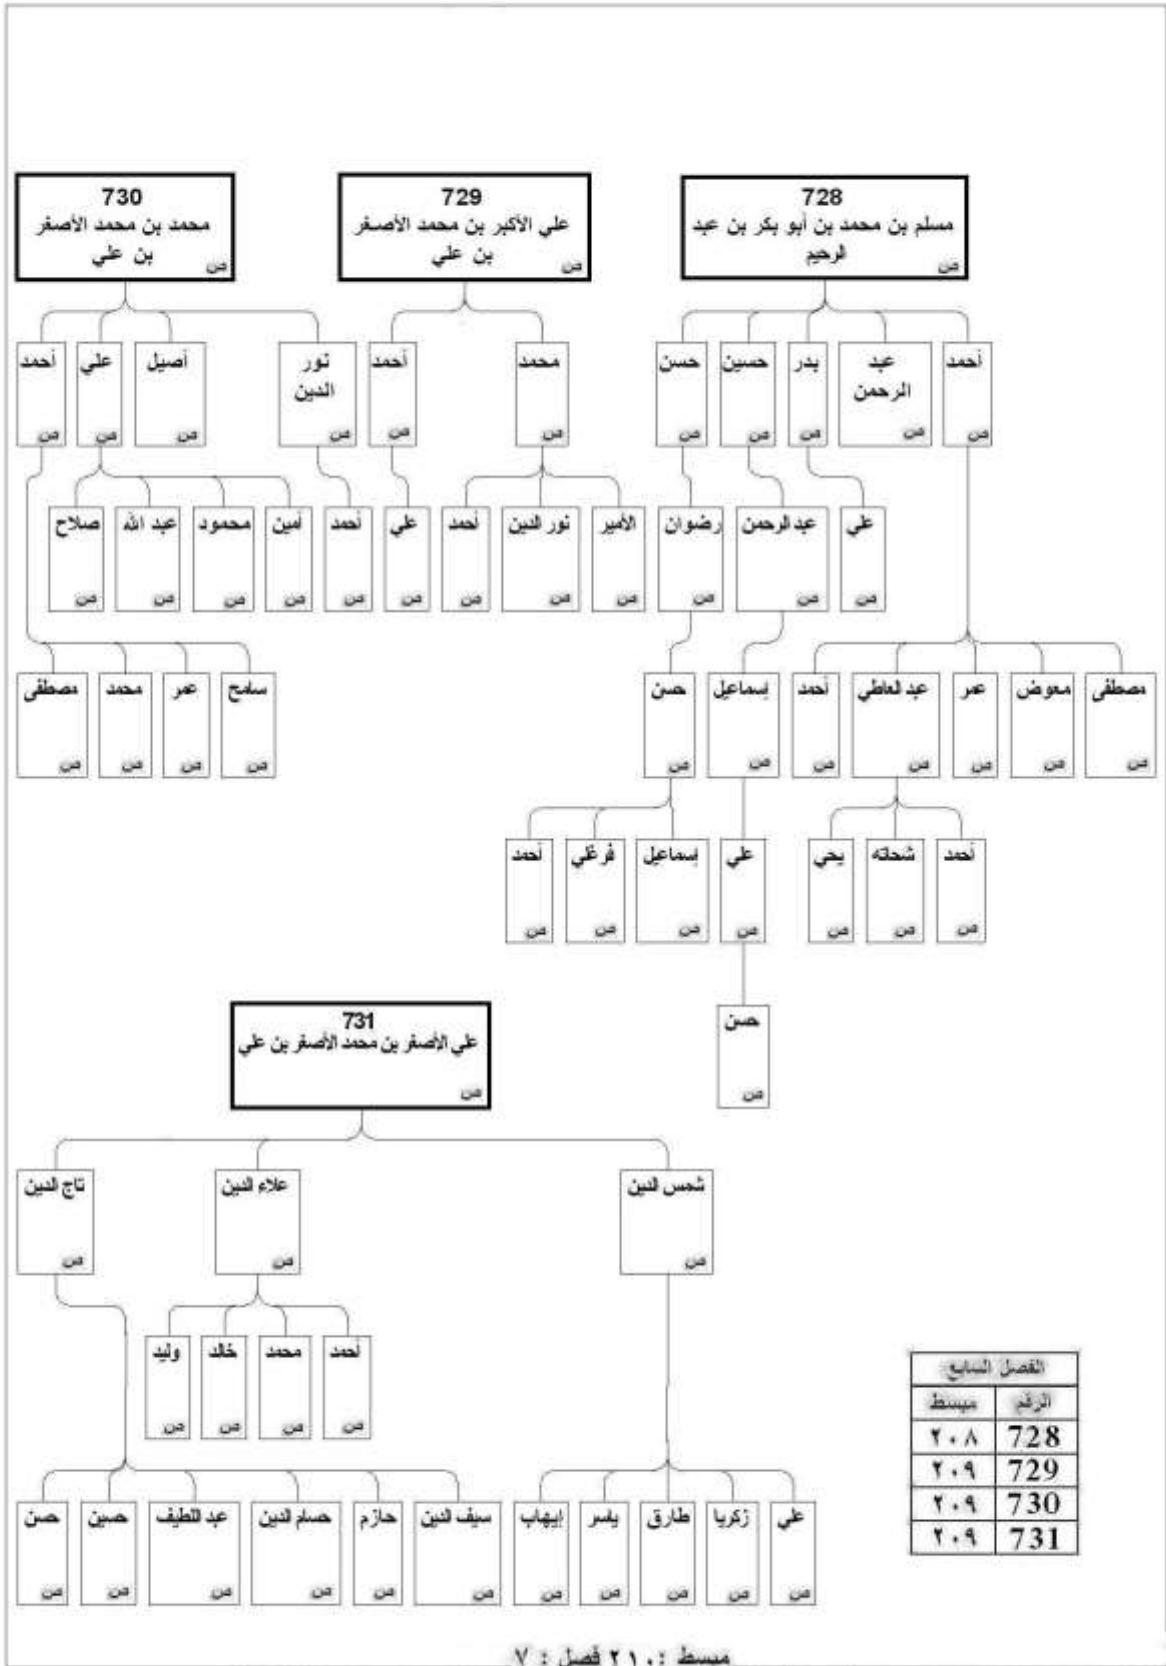 728
مسلم بن محمد بن أبو بكر بن عبد
الرحيم
ص
729
علي الأكبر بن محمد الأصغر
بن علي
ص
730
محمد بن محمد الأصغر
بن علي
ص
أحمد
ص
عبد
الرحمن
ص
بدر
ص
حسين
ص
حسن
ص
محمد
ص
أحمد
ص
نور
الدين
ص
أصيل
ص
علي
ص
أحمد
ص
علي
ص
عبد الرحمن
ص
رضوان
ص
الأمير
ص
نور الدين
ص
أحمد
ص
علي
ص
أحمد
ص
أمين
ص
محمود
ص
عبد الله
ص
صلاح
ص
مصطفى
ص
معوض
ص
عمر
ص
عبد العاطي
ص
أحمد
ص
إسماعيل
ص
حسن
ص
سامح
ص
عمر
ص
محمد
ص
مصطفى
ص
أحمد
ص
شحاته
ص
يحي
ص
علي
ص
إسماعيل
ص
فرغلي
ص
أحمد
ص
حسن
ص
731
علي الأصغر بن محمد الأصغر بن علي
ص
شمس الدين
ص
علاء الدين
ص
تاج الدين
ص
أحمد
ص
محمد
ص
خالد
ص
وليد
ص
علي
ص
زكريا
ص
طارق
ص
ياسر
ص
إيهاب
ص
سيف الدين
ص
حازم
ص
حسام الدين
ص
عبد اللطيف
ص
حسين
ص
حسن
ص
الفصل السابع
الرقم مبسط
728 ٢٠٨
729 ٢٠٩
730 ٢٠٩
731 ٢٠٩
مبسط : ٢١٠ فصل : ٧